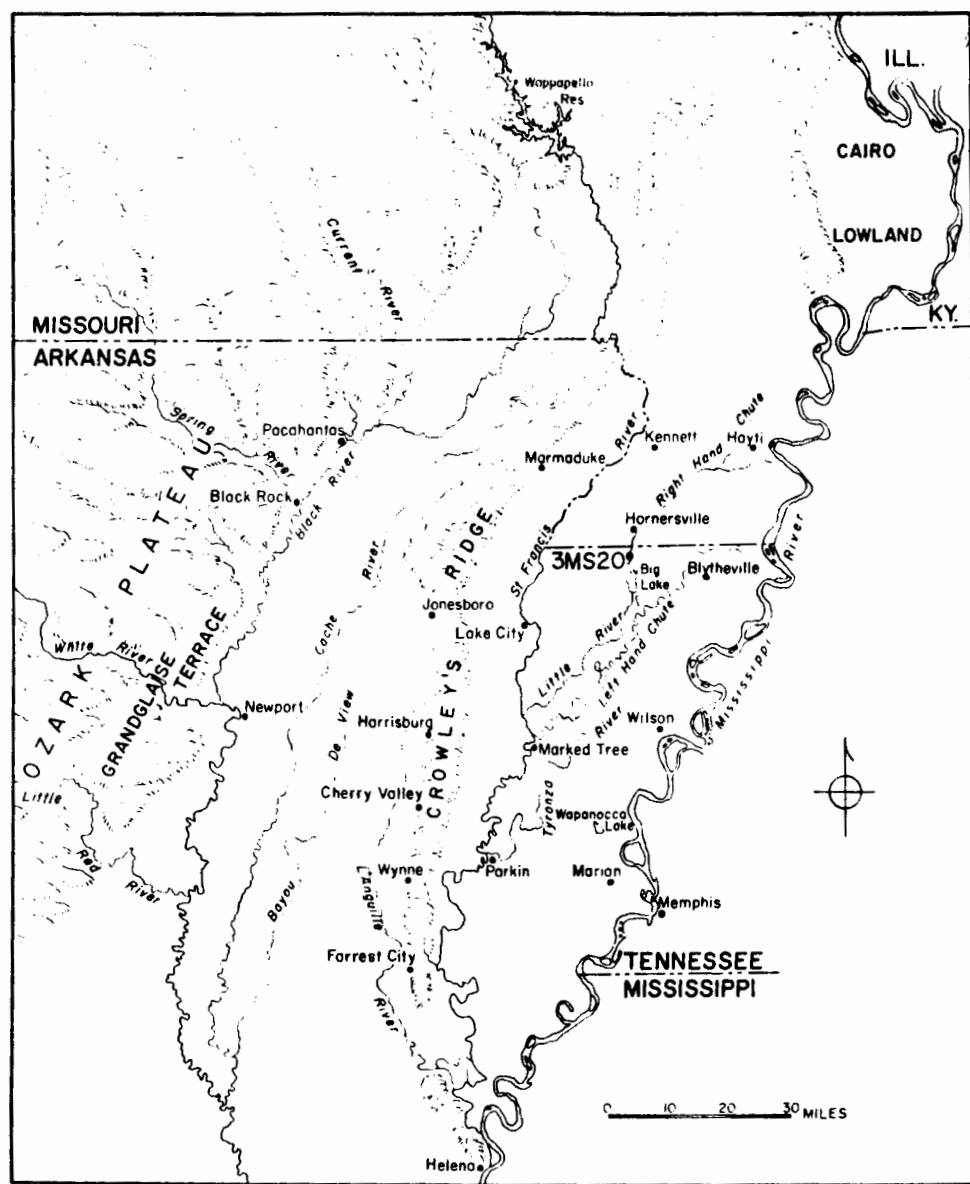 Wappapello
Res
ILL.
CAIRO
LOWLAND
Current
River
MISSOURI
ARKANSAS
KY.
Spring
River
Pocahontas
Black River
Black Rock
Marmaduke
River
Kennett
Right Hand Chute
Hayti
OZARK PLATEAU
Hornersville
3MS20
Big
Lake
Blytheville
St Francis
River
CROWLEY'S RIDGE
Cache
River
Jonesboro
Lake City
Little River
Left Hand Chute
White River
GRANDGLAISE
TERRACE
Newport
Harrisburg
De View
River
Wilson
Mississippi
Marked Tree
Little
Red
River
Cherry Valley
Tyronza
Wapanocca
Lake
Wynne
L'Anguille
Parkin
Marion
Memphis
Bayou
Forrest City
River
TENNESSEE
MISSISSIPPI
0 10 20 30 MILES
Helena